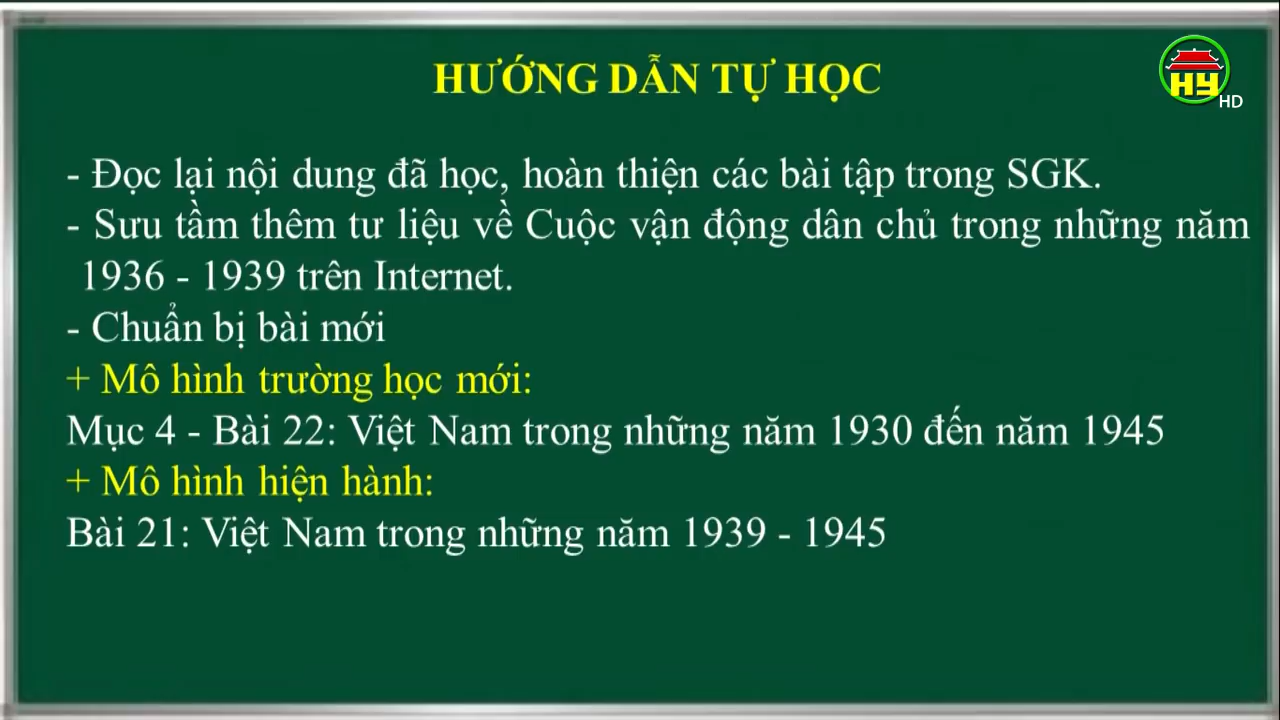 HƯỚNG DẪN TỰ HỌC
HY
HD
- Đọc lại nội dung đã học, hoàn thiện các bài tập trong SGK.
- Sưu tầm thêm tư liệu về Cuộc vận động dân chủ trong những năm
1936 - 1939 trên Internet.
- Chuẩn bị bài mới
+ Mô hình trường học mới:
Mục 4 - Bài 22: Việt Nam trong những năm 1930 đến năm 1945
+ Mô hình hiện hành:
Bài 21: Việt Nam trong những năm 1939 - 1945